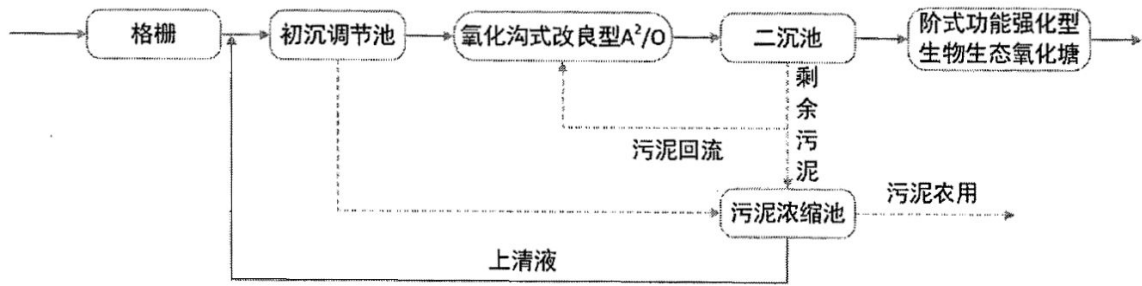 格栅
初沉调节池
氧化沟式改良型A²/O
二沉池
阶式功能强化型
生物生态氧化塘
剩余污泥
污泥回流
污泥浓缩池
污泥农用
上清液